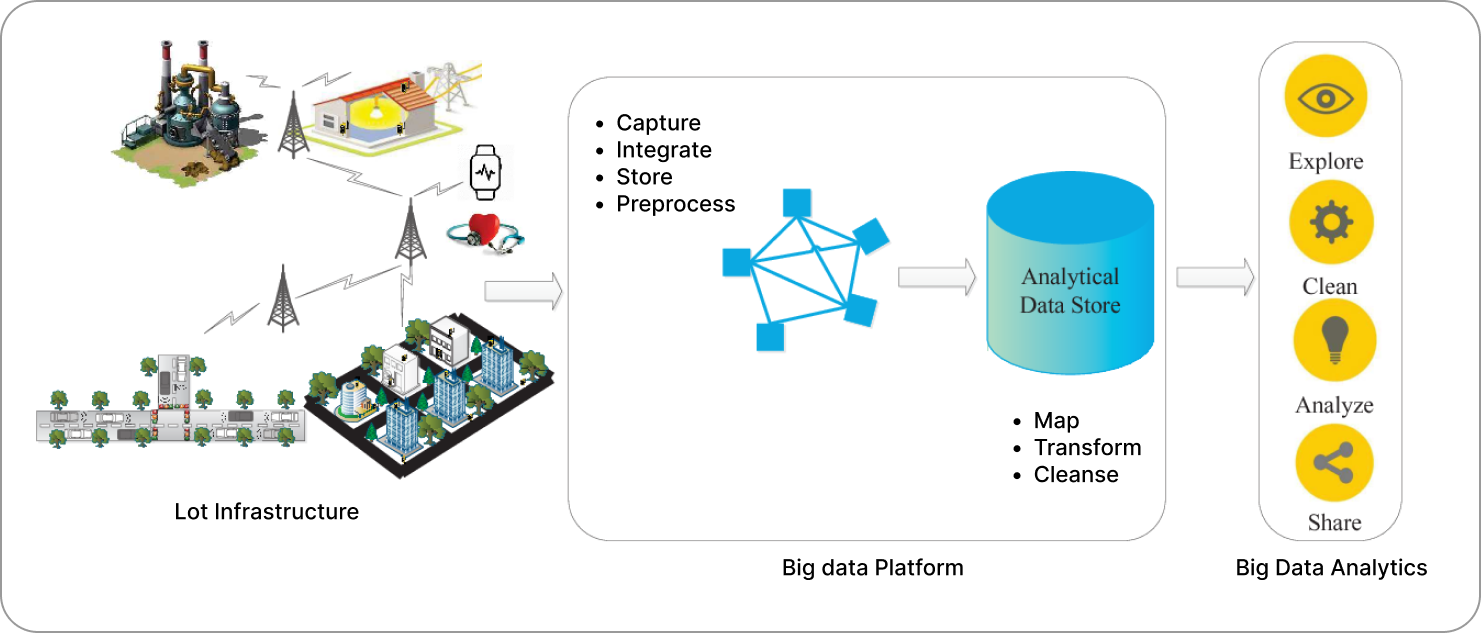 • Capture
• Integrate
• Store
• Preprocess
Analytical
Data Store
• Map
• Transform
• Cleanse
Explore
Clean
Analyze
Share
Lot Infrastructure
Big data Platform
Big Data Analytics